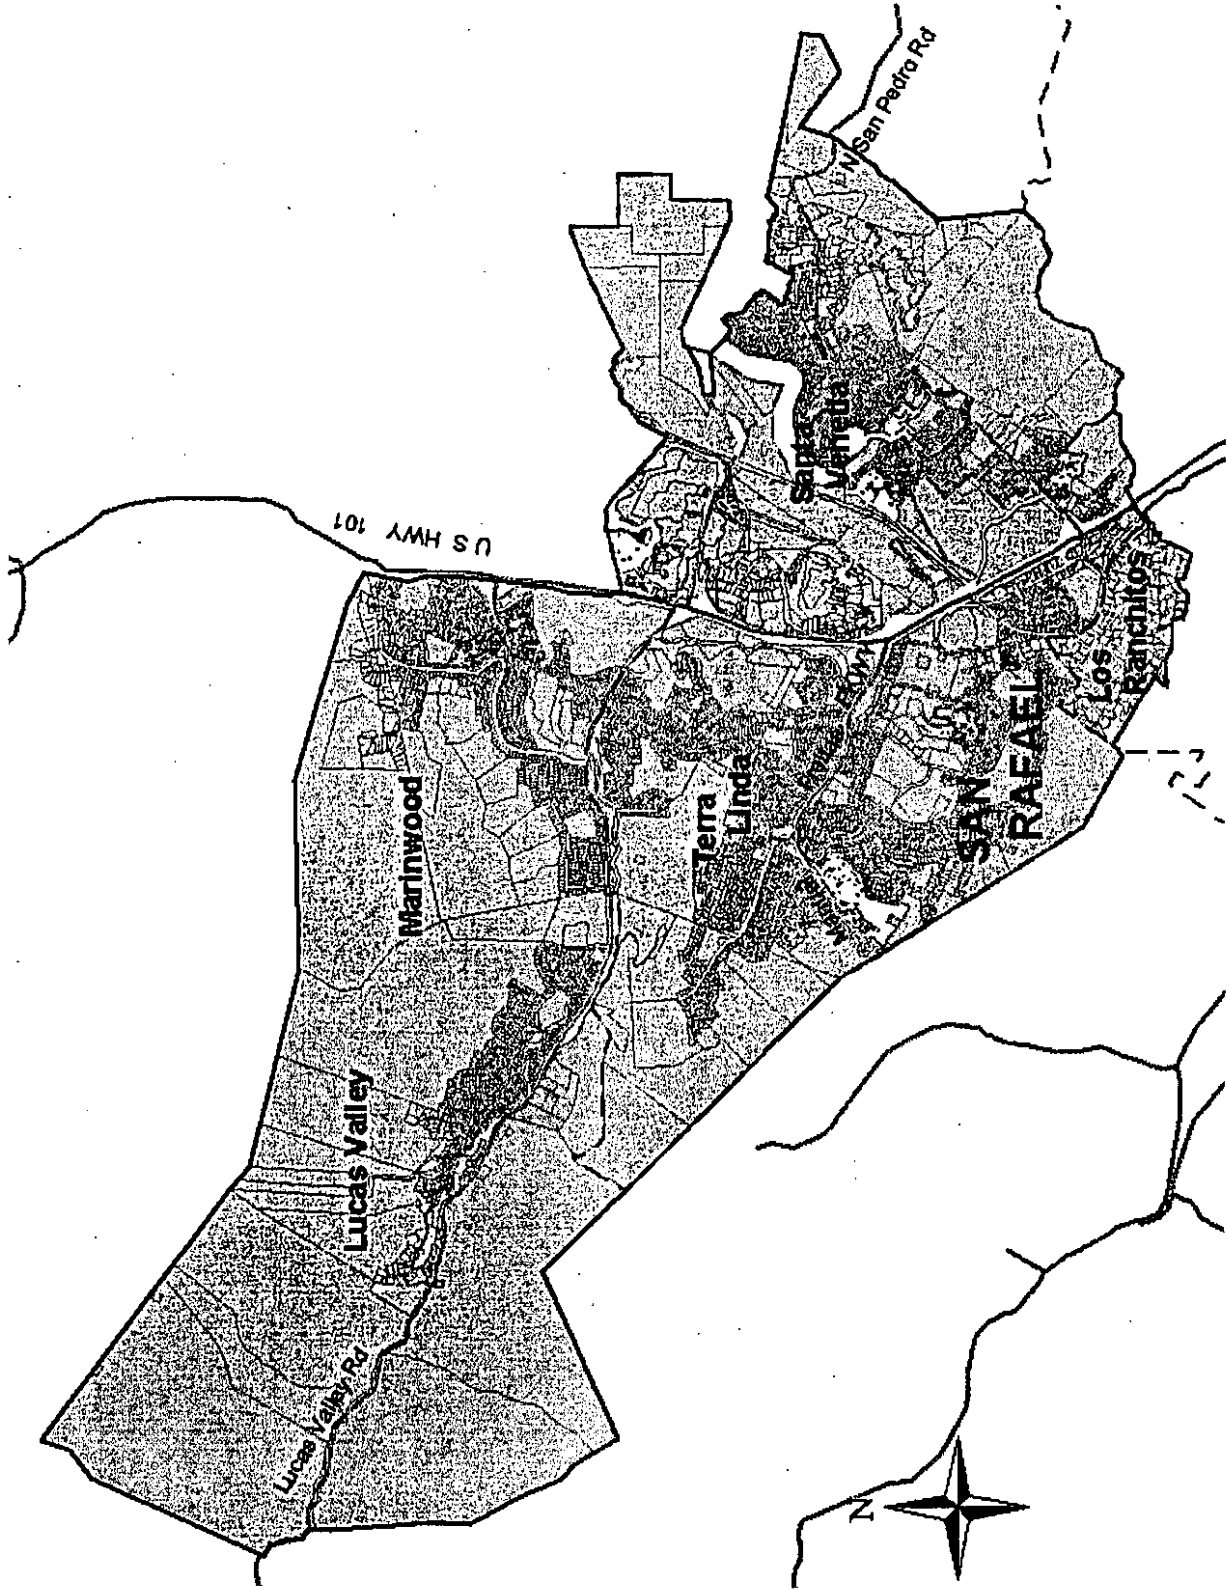 Lucas Valley Rd
Lucas Valley
Marinwood
U S HWY 101
Terra
Linda
Santa
Venetia
N San Pedro Rd
SAN
RAFAEL
Los
Ranchitos
N